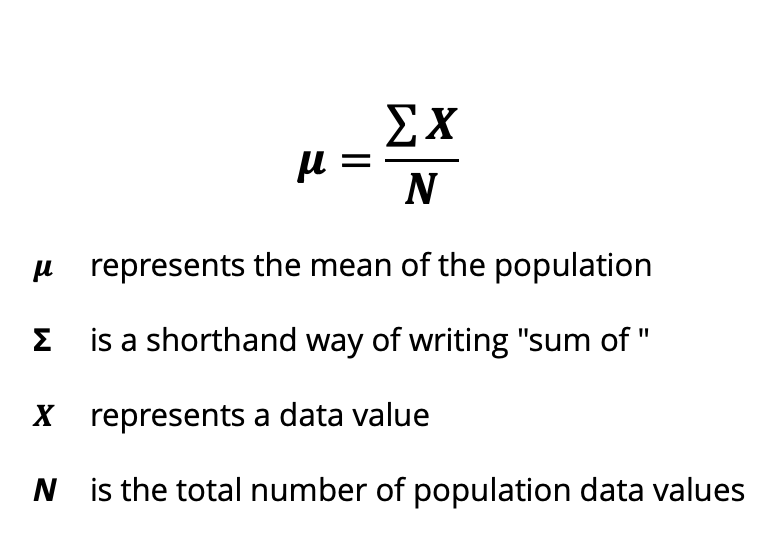 μ = ∑ X / N
μ represents the mean of the population
Σ is a shorthand way of writing "sum of "
X represents a data value
N is the total number of population data values